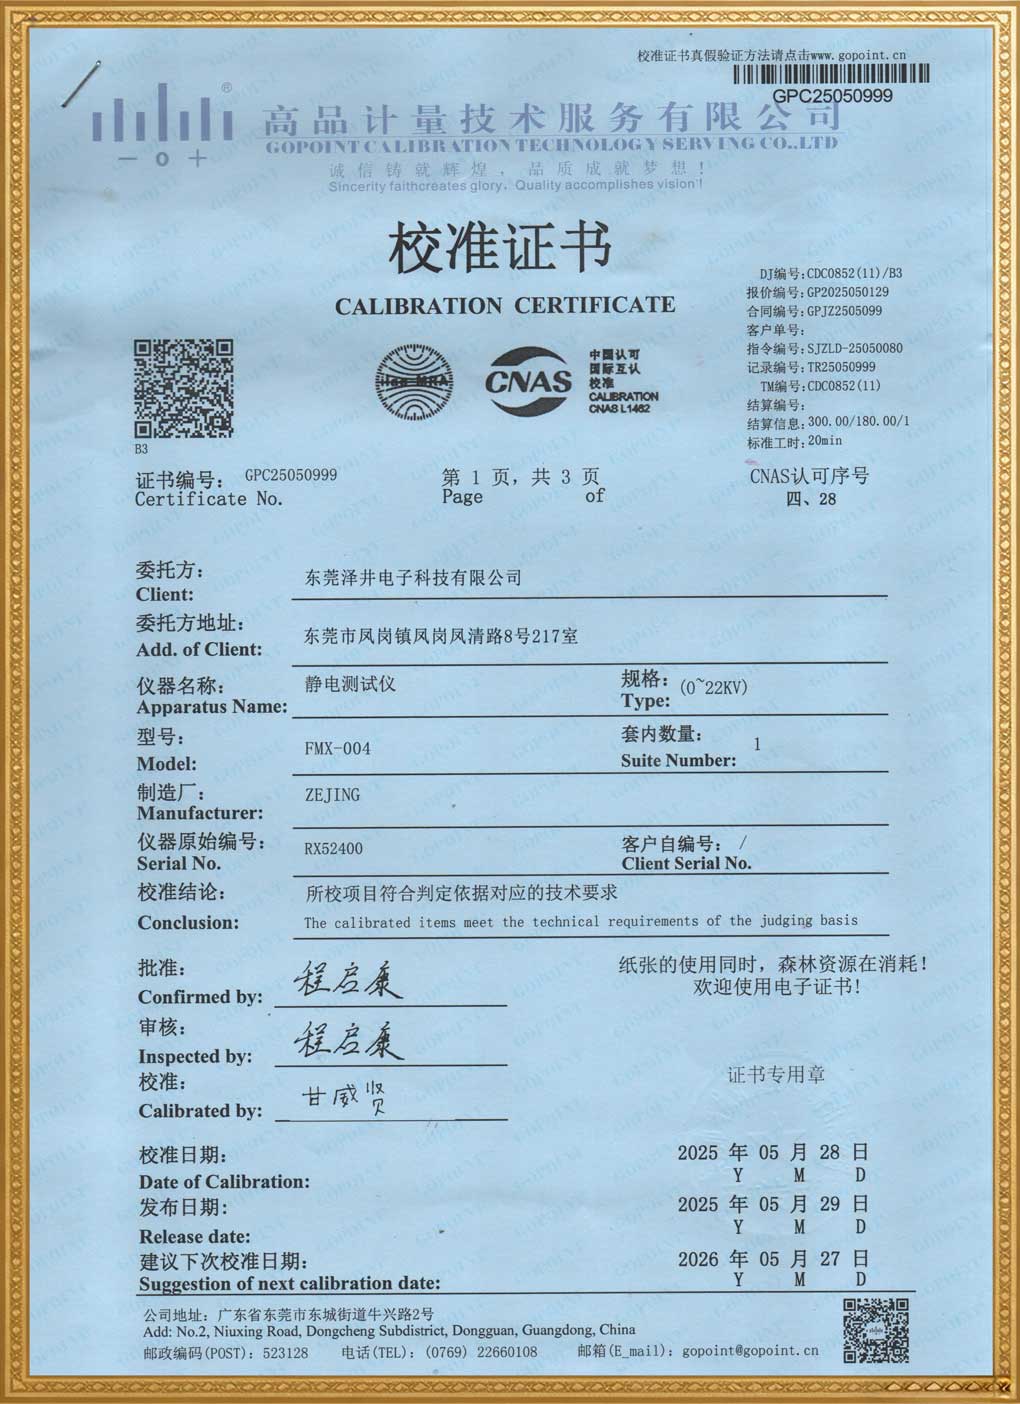 校准证书真假验证方法请点击www.gopoint.cn
GPC25050999
®
高品计量技术服务有限公司
GOPOINT CALIBRATION TECHNOLOGY SERVING CO.,LTD
诚信铸就辉煌，品质成就梦想！
Sincerity faithcreates glory, Quality accomplishes vision!
校准证书
CALIBRATION CERTIFICATE
DJ编号:CDC0852(11)/B3
报价编号:GP2025050129
合同编号:GPJZ2505099
客户单号:
指令编号:SJZLD-25050080
记录编号:TR25050999
TM编号:CDC0852(11)
结算编号:
结算信息:300.00/180.00/1
标准工时:20min
B3
ilac-MRA
CNAS
中国认可
国际互认
校准
CALIBRATION
CNAS L1462
证书编号: GPC25050999
Certificate No.
第 1 页, 共 3 页
Page of
CNAS认可序号
四、28
委托方: 东莞泽井电子科技有限公司
Client:
委托方地址: 东莞市凤岗镇凤岗凤清路8号217室
Add. of Client:
仪器名称: 静电测试仪 规格: (0~22KV)
Apparatus Name: Type:
型号: FMX-004 套内数量: 1
Model: Suite Number:
制造厂: ZEJING
Manufacturer:
仪器原始编号: RX52400 客户自编号: /
Serial No. Client Serial No.
校准结论: 所校项目符合判定依据对应的技术要求
Conclusion: The calibrated items meet the technical requirements of the judging basis
批准: 程启康
Confirmed by:
纸张的使用同时, 森林资源在消耗!
欢迎使用电子证书!
审核: 程启康
Inspected by:
校准: 甘威贤
Calibrated by:
证书专用章
校准日期: 2025 年 05 月 28 日
Date of Calibration: Y M D
发布日期: 2025 年 05 月 29 日
Release date: Y M D
建议下次校准日期: 2026 年 05 月 27 日
Suggestion of next calibration date: Y M D
公司地址: 广东省东莞市东城街道牛兴路2号
Add: No.2, Niuxing Road, Dongcheng Subdistrict, Dongguan, Guangdong, China
邮政编码(POST): 523128 电话(TEL): (0769) 22660108 邮箱(E_mail): gopoint@gopoint.cn